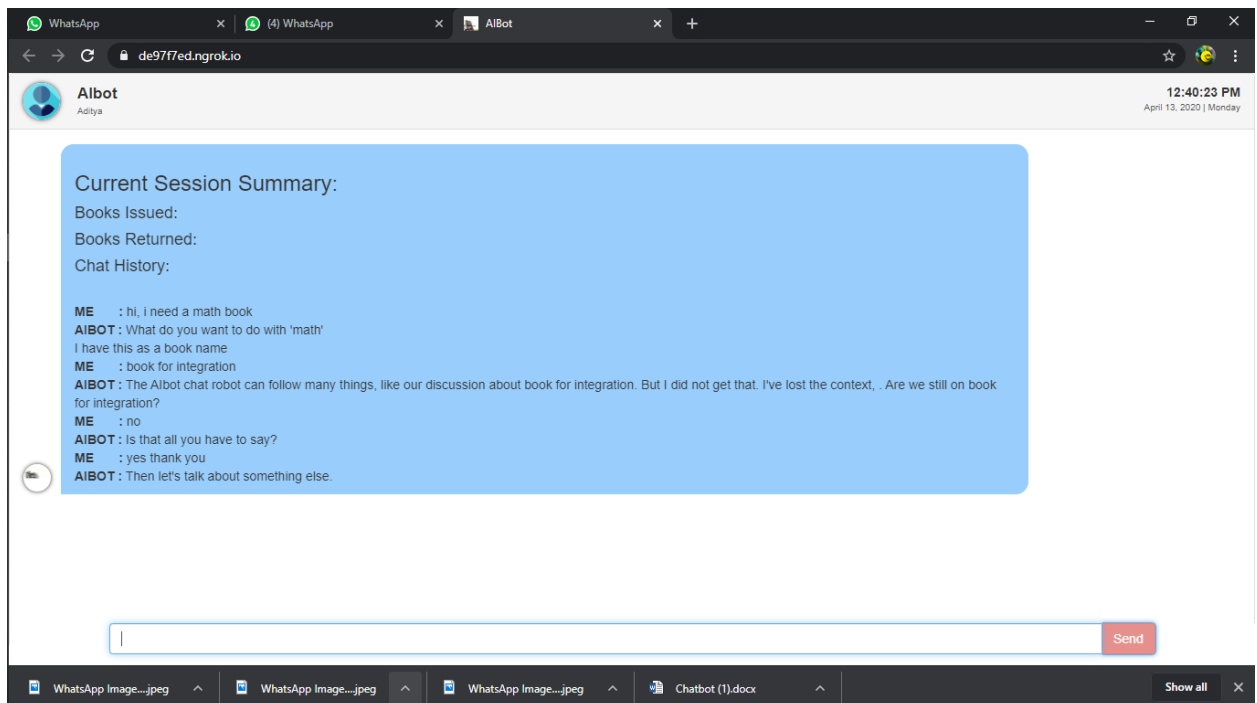 WhatsApp
(4) WhatsApp
AIBot
de97f7ed.ngrok.io
AIbot
Aditya
12:40:23 PM
April 13, 2020 | Monday
Current Session Summary:
Books Issued:
Books Returned:
Chat History:
ME : hi, i need a math book
AIBOT : What do you want to do with 'math'
I have this as a book name
ME : book for integration
AIBOT : The AIbot chat robot can follow many things, like our discussion about book for integration. But I did not get that. I've lost the context, . Are we still on book
for integration?
ME : no
AIBOT : Is that all you have to say?
ME : yes thank you
AIBOT : Then let's talk about something else.
Send
WhatsApp Image....jpeg
WhatsApp Image....jpeg
WhatsApp Image....jpeg
Chatbot (1).docx
Show all